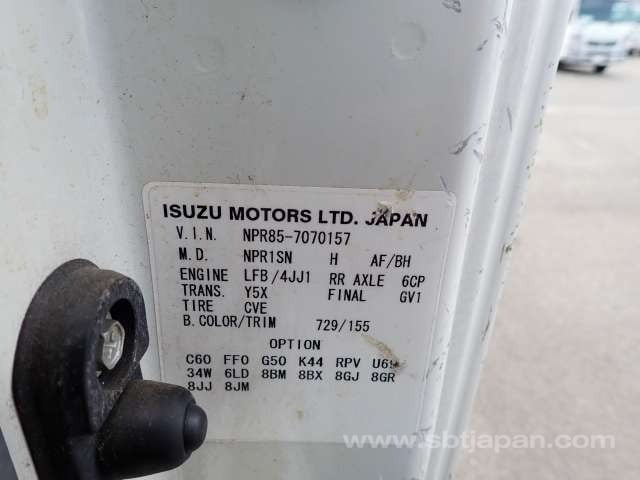 ISUZU MOTORS LTD. JAPAN
V.I.N. NPR85-7070157
M.D. NPR1SN H AF/BH
ENGINE LFB/4JJ1 RR AXLE 6CP
TRANS. Y5X FINAL GV1
TIRE CVE
B.COLOR/TRIM 729/155
OPTION
C60 FF0 G50 K44 RPV
34W 6LD 8BM 8BX 8GJ 8GR
8JJ 8JM
www.sbtjapan.com